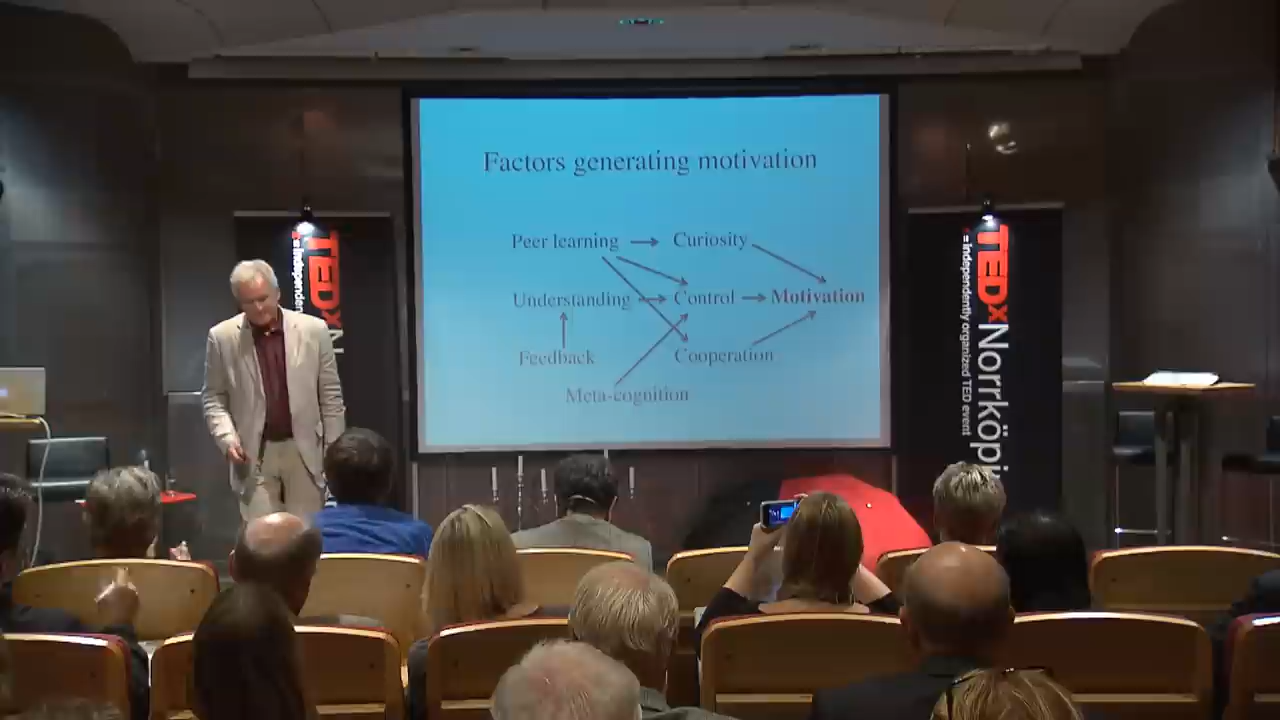 Factors generating motivation
Peer learning
Curiosity
Understanding
Control
Motivation
Feedback
Cooperation
Meta-cognition
TEDx
= independen
TEDxNorrköpi
= independently organized TED event